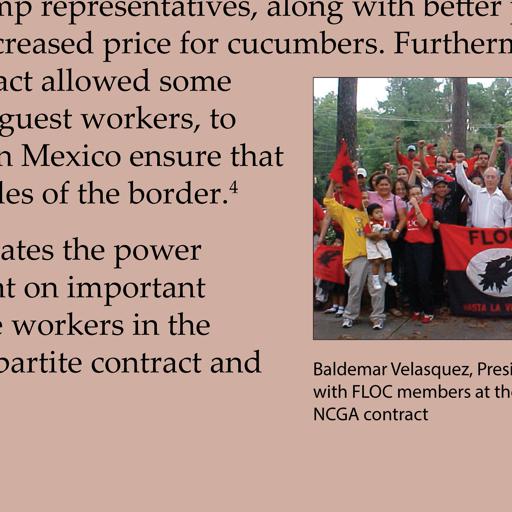 mp representatives, along with better
creased price for cucumbers. Furtherm
act allowed some
guest workers, to
n Mexico ensure that
les of the border.⁴
ates the power
nt on important
e workers in the
partite contract and
FLOC
HASTA LA V
Baldemar Velasquez, Presi
with FLOC members at the
NCGA contract